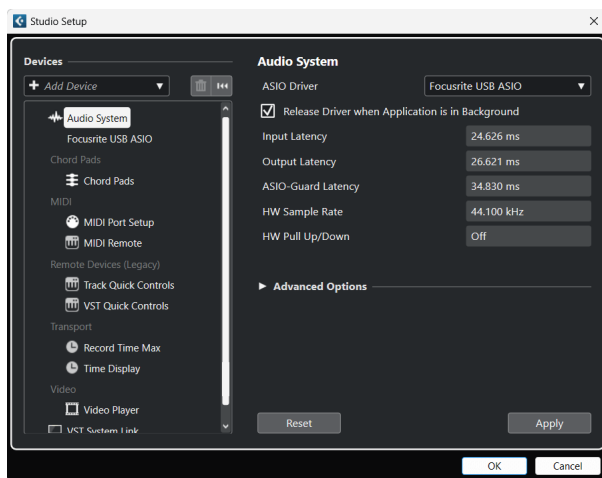 Studio Setup
Devices
Add Device
Audio System
Focusrite USB ASIO
Chord Pads
Chord Pads
MIDI
MIDI Port Setup
MIDI Remote
Remote Devices (Legacy)
Track Quick Controls
VST Quick Controls
Transport
Record Time Max
Time Display
Video
Video Player
VST System Link
Audio System
ASIO Driver Focusrite USB ASIO
Release Driver when Application is in Background
Input Latency 24.626 ms
Output Latency 26.621 ms
ASIO-Guard Latency 34.830 ms
HW Sample Rate 44.100 kHz
HW Pull Up/Down Off
Advanced Options
Reset Apply
OK Cancel